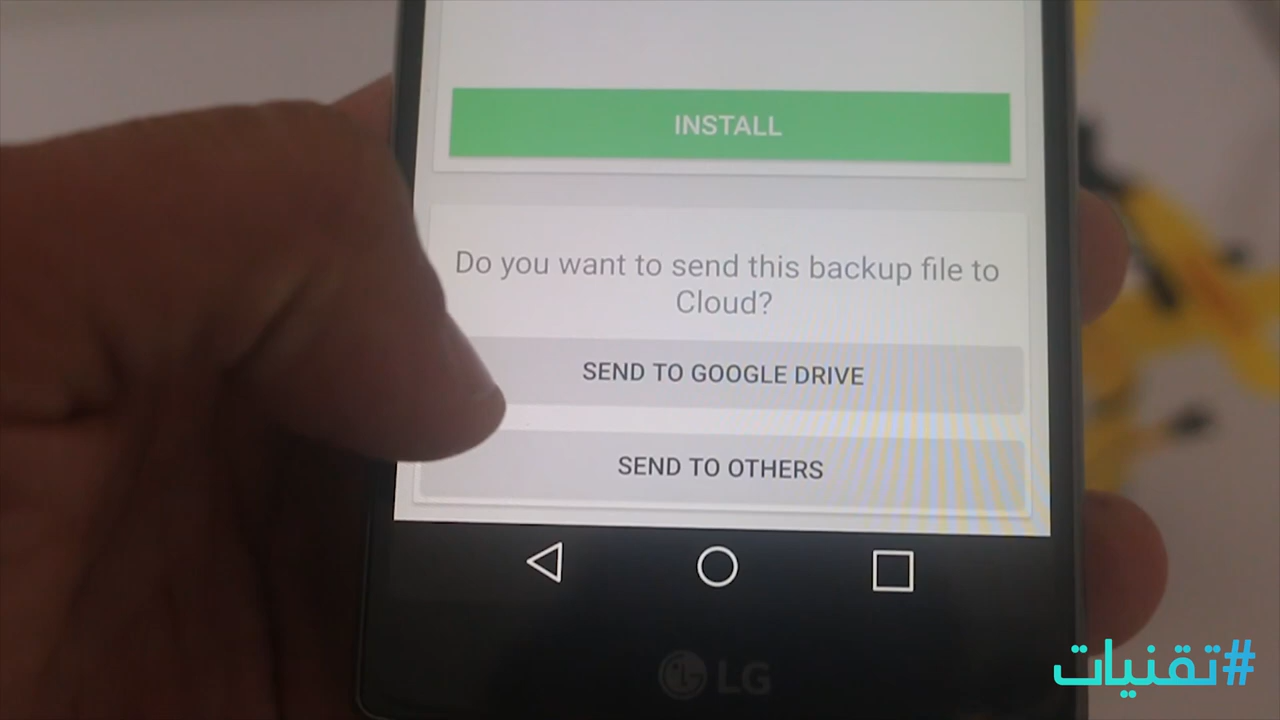 INSTALL
Do you want to send this backup file to
Cloud?
SEND TO GOOGLE DRIVE
SEND TO OTHERS
LG
#تقنيات